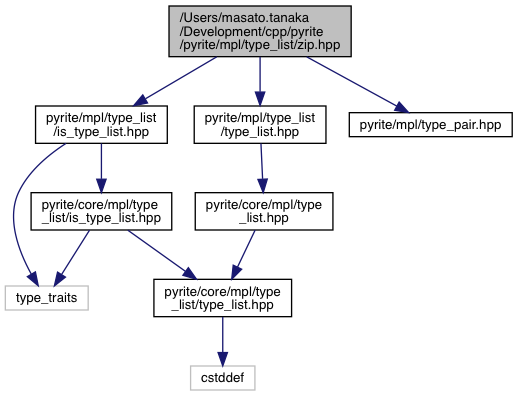 /Users/masato.tanaka
/Development/cpp/pyrite
/pyrite/mpl/type_list/zip.hpp
pyrite/mpl/type_list
/is_type_list.hpp
pyrite/mpl/type_list
/type_list.hpp
pyrite/mpl/type_pair.hpp
pyrite/core/mpl/type
_list/is_type_list.hpp
pyrite/core/mpl/type
_list.hpp
type_traits
pyrite/core/mpl/type
_list/type_list.hpp
cstddef